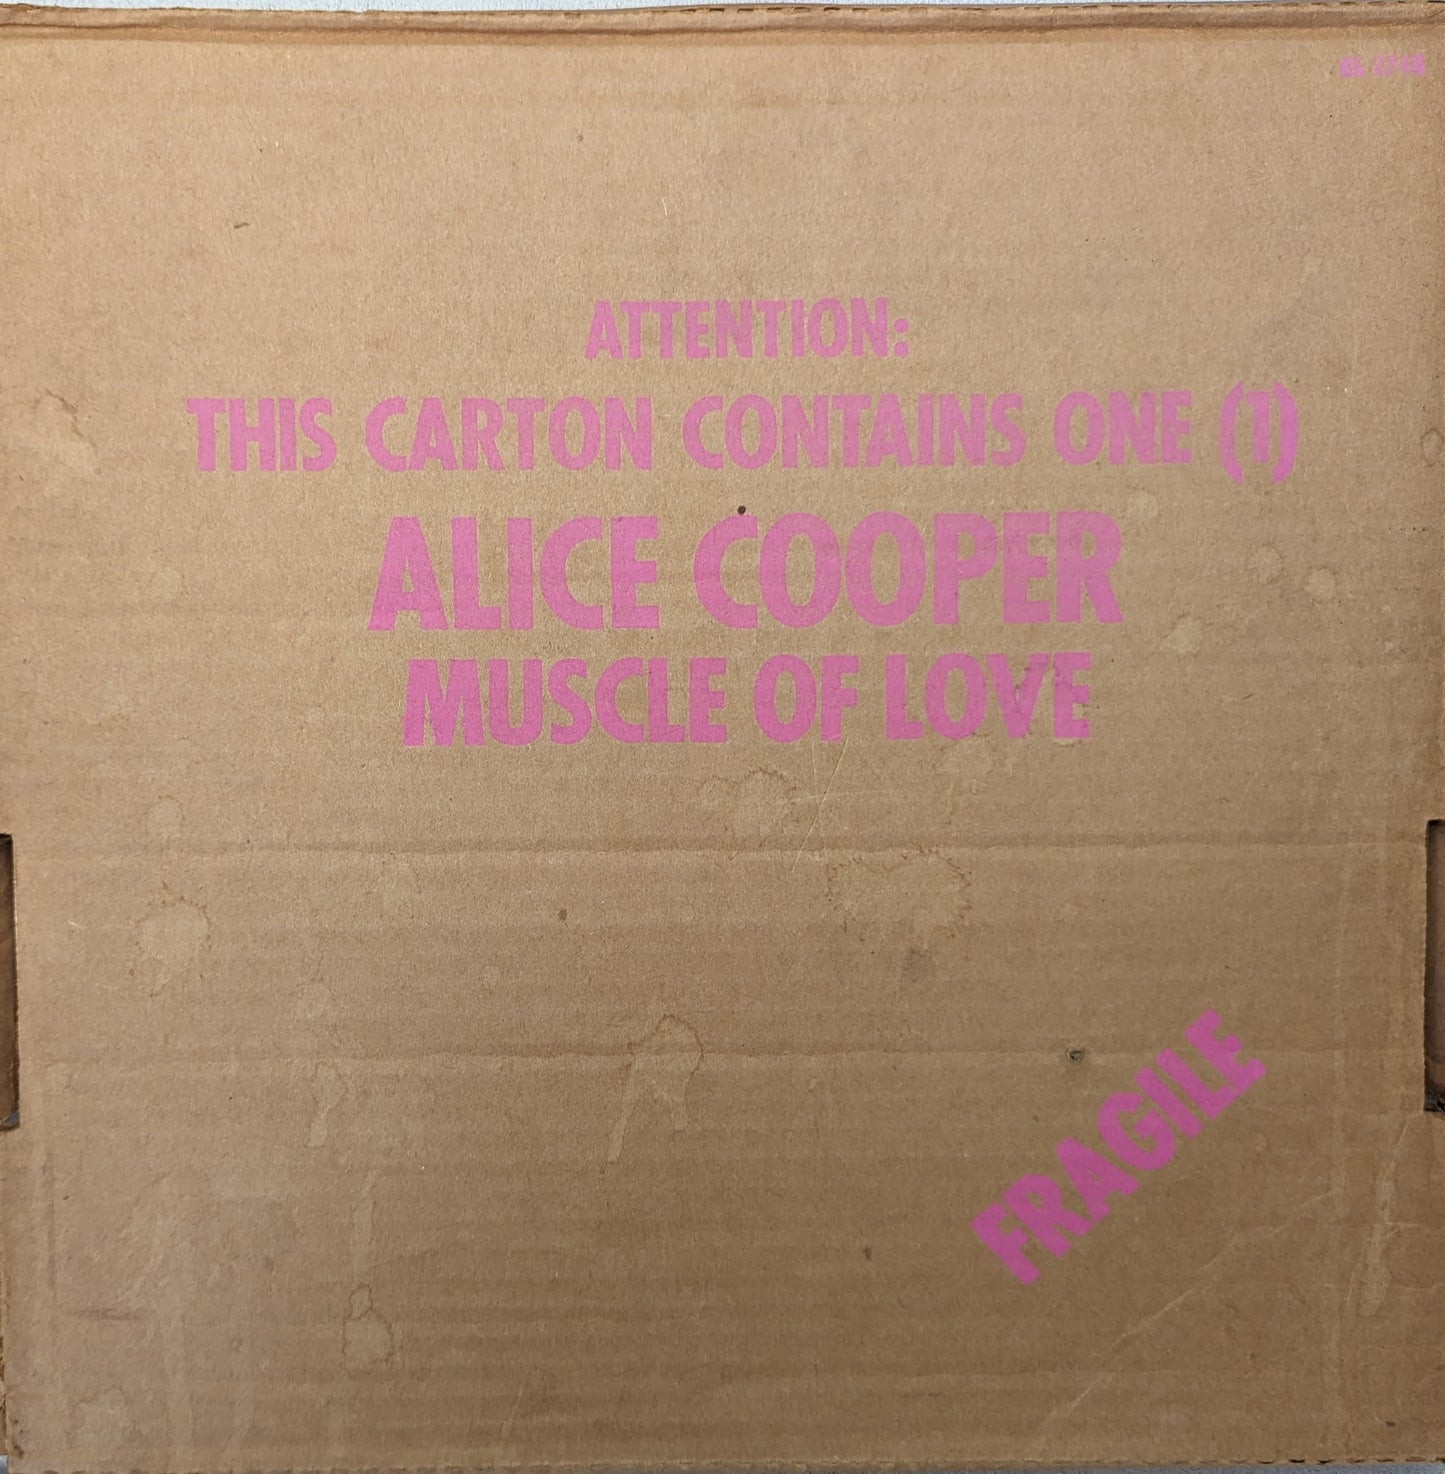 ATTENTION:
THIS CARTON CONTAINS ONE (1)
ALICE COOPER
MUSCLE OF LOVE
FRAGILE